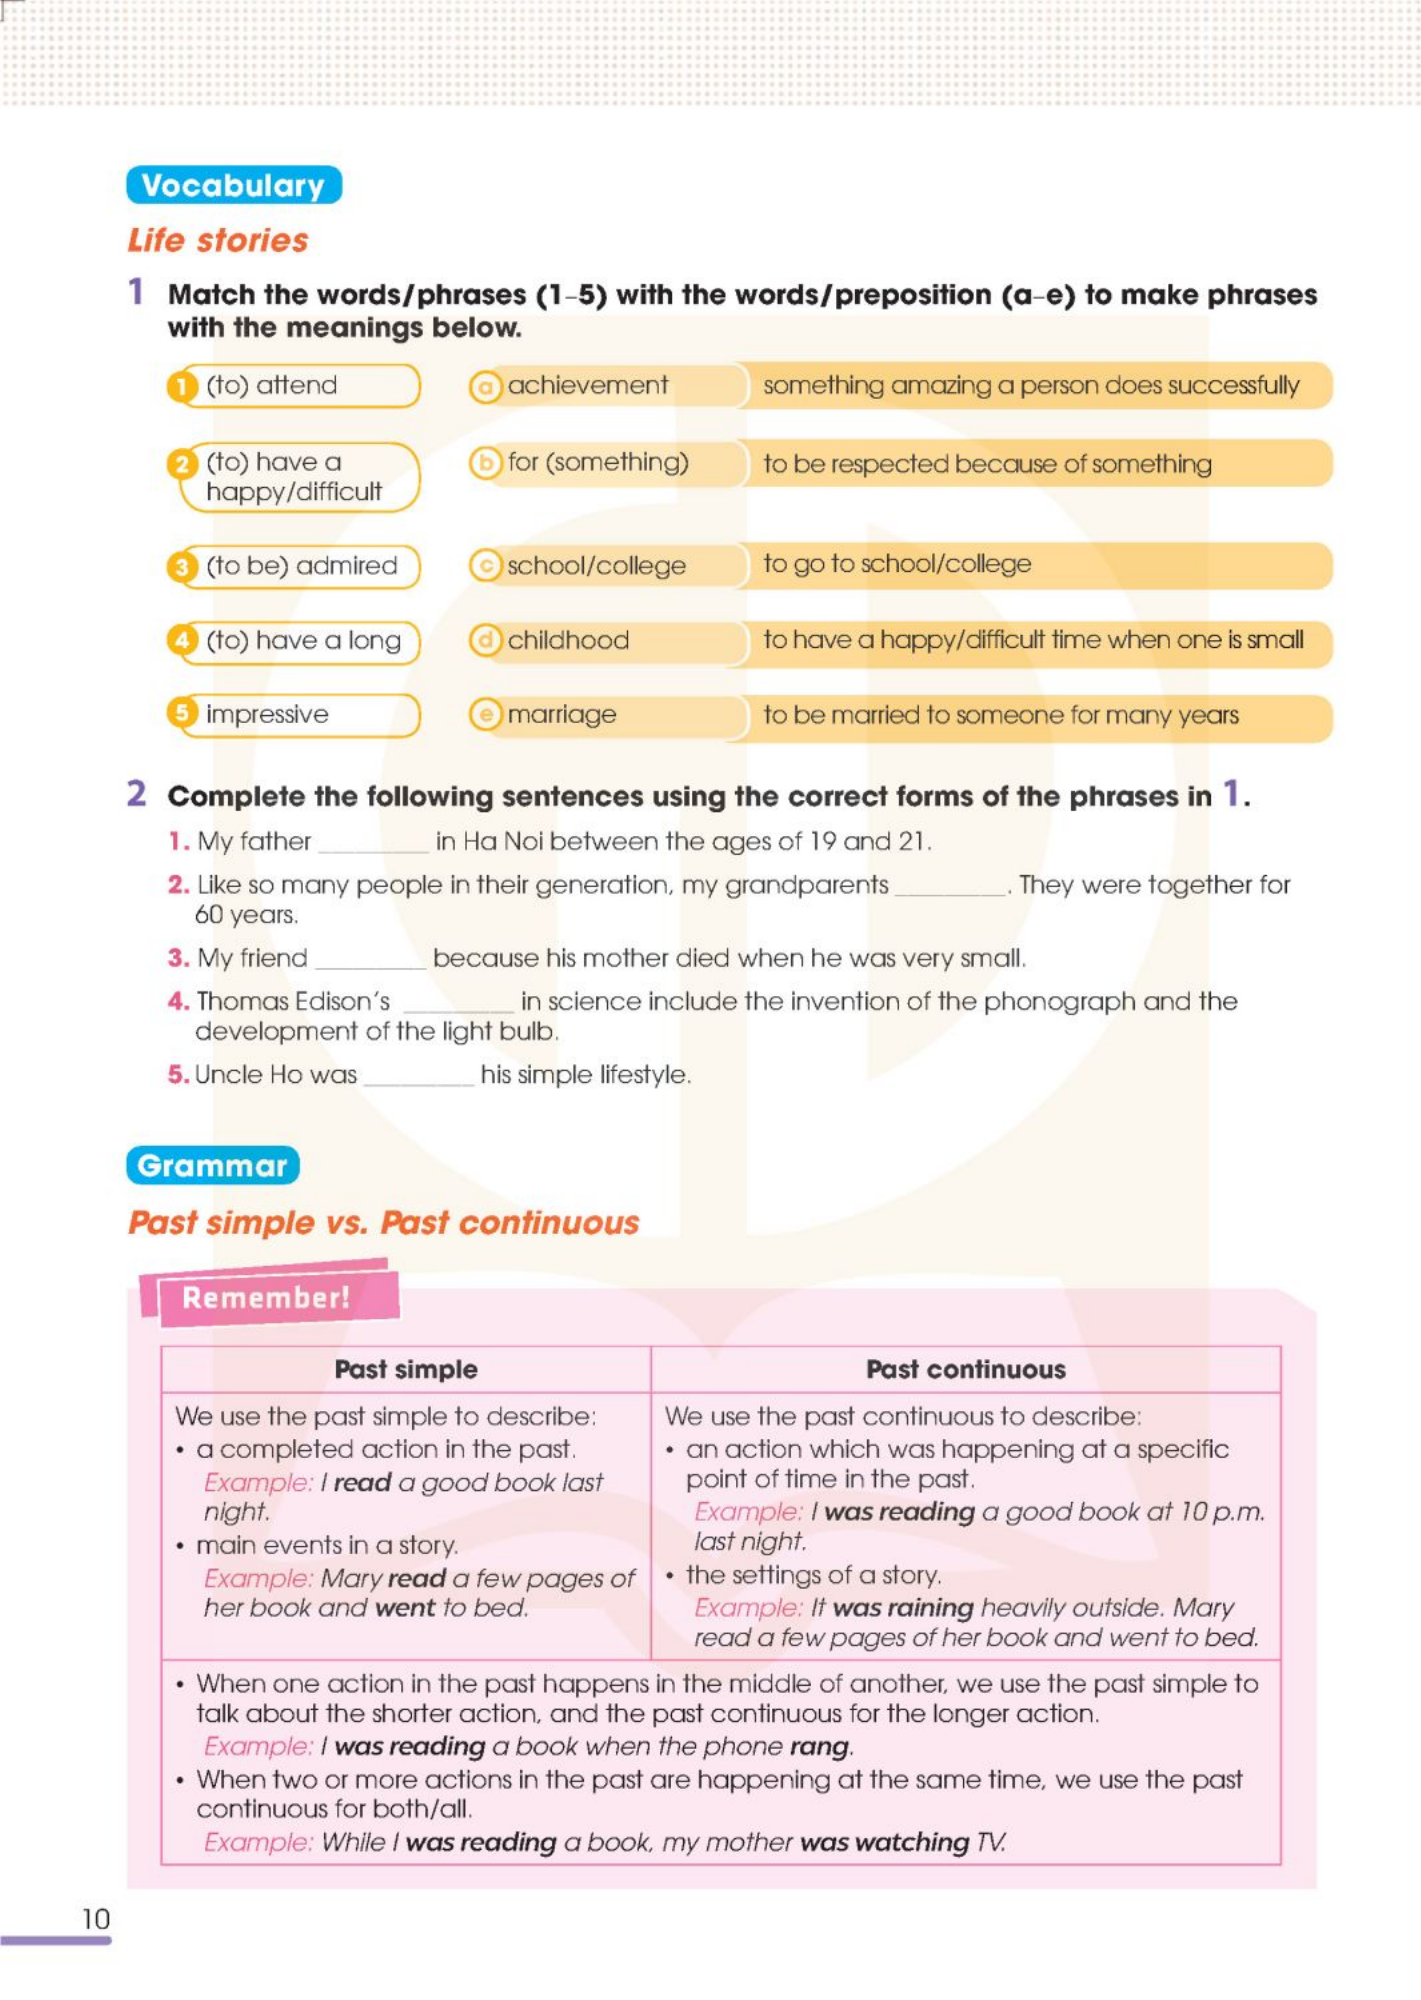 Vocabulary
Life stories
1 Match the words/phrases (1-5) with the words/preposition (a-e) to make phrases
with the meanings below.
1 (to) attend a achievement something amazing a person does successfully
2 (to) have a b for (something) to be respected because of something
happy/difficult
3 (to be) admired c school/college to go to school/college
4 (to) have a long d childhood to have a happy/difficult time when one is small
5 impressive e marriage to be married to someone for many years
2 Complete the following sentences using the correct forms of the phrases in 1.
1. My father ________ in Ha Noi between the ages of 19 and 21.
2. Like so many people in their generation, my grandparents ________. They were together for
60 years.
3. My friend ________ because his mother died when he was very small.
4. Thomas Edison's ________ in science include the invention of the phonograph and the
development of the light bulb.
5. Uncle Ho was ________ his simple lifestyle.
Grammar
Past simple vs. Past continuous
Remember!
Past simple
We use the past simple to describe:
• a completed action in the past.
Example: I read a good book last
night.
• main events in a story.
Example: Mary read a few pages of
her book and went to bed.
Past continuous
We use the past continuous to describe:
• an action which was happening at a specific
point of time in the past.
Example: I was reading a good book at 10 p.m.
last night.
• the settings of a story.
Example: It was raining heavily outside. Mary
read a few pages of her book and went to bed.
• When one action in the past happens in the middle of another, we use the past simple to
talk about the shorter action, and the past continuous for the longer action.
Example: I was reading a book when the phone rang.
• When two or more actions in the past are happening at the same time, we use the past
continuous for both/all.
Example: While I was reading a book, my mother was watching TV.
10